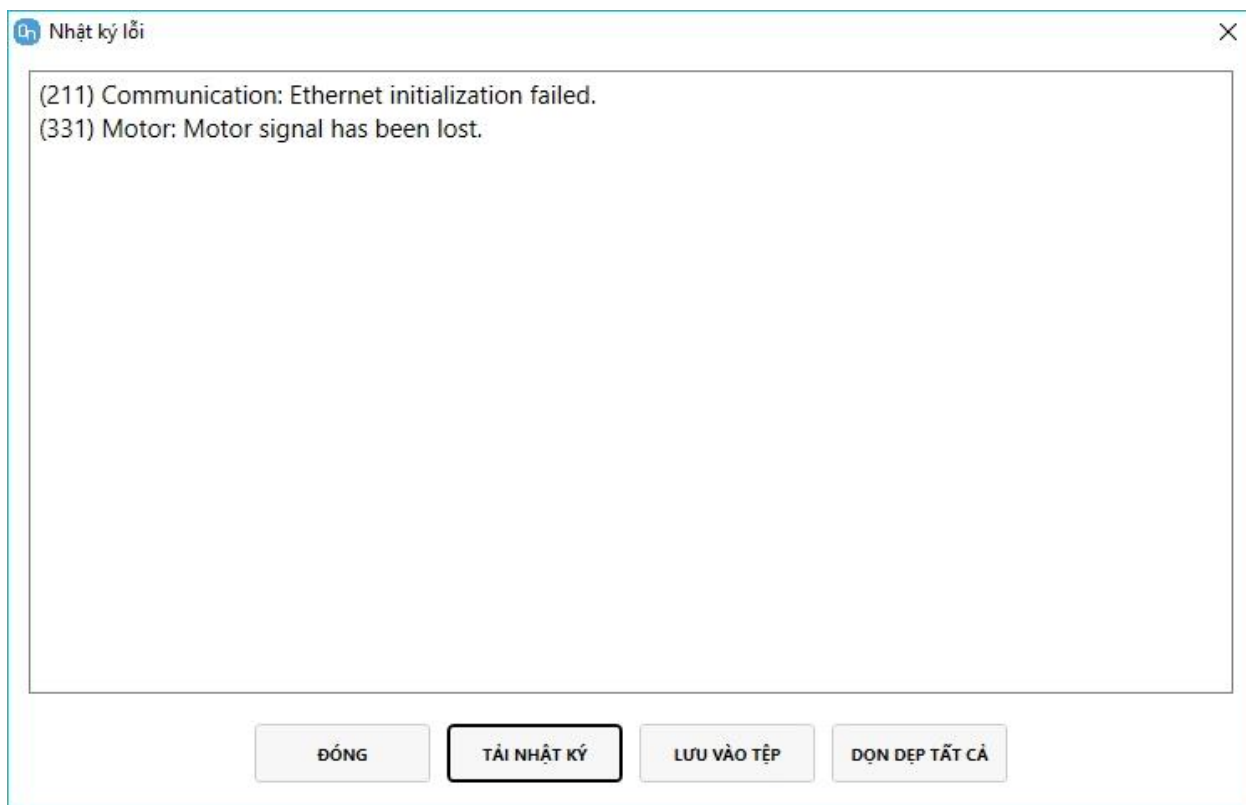 Nhật ký lỗi
(211) Communication: Ethernet initialization failed.
(331) Motor: Motor signal has been lost.
ĐÓNG
TẢI NHẬT KÝ
LƯU VÀO TỆP
DỌN DẸP TẤT CẢ